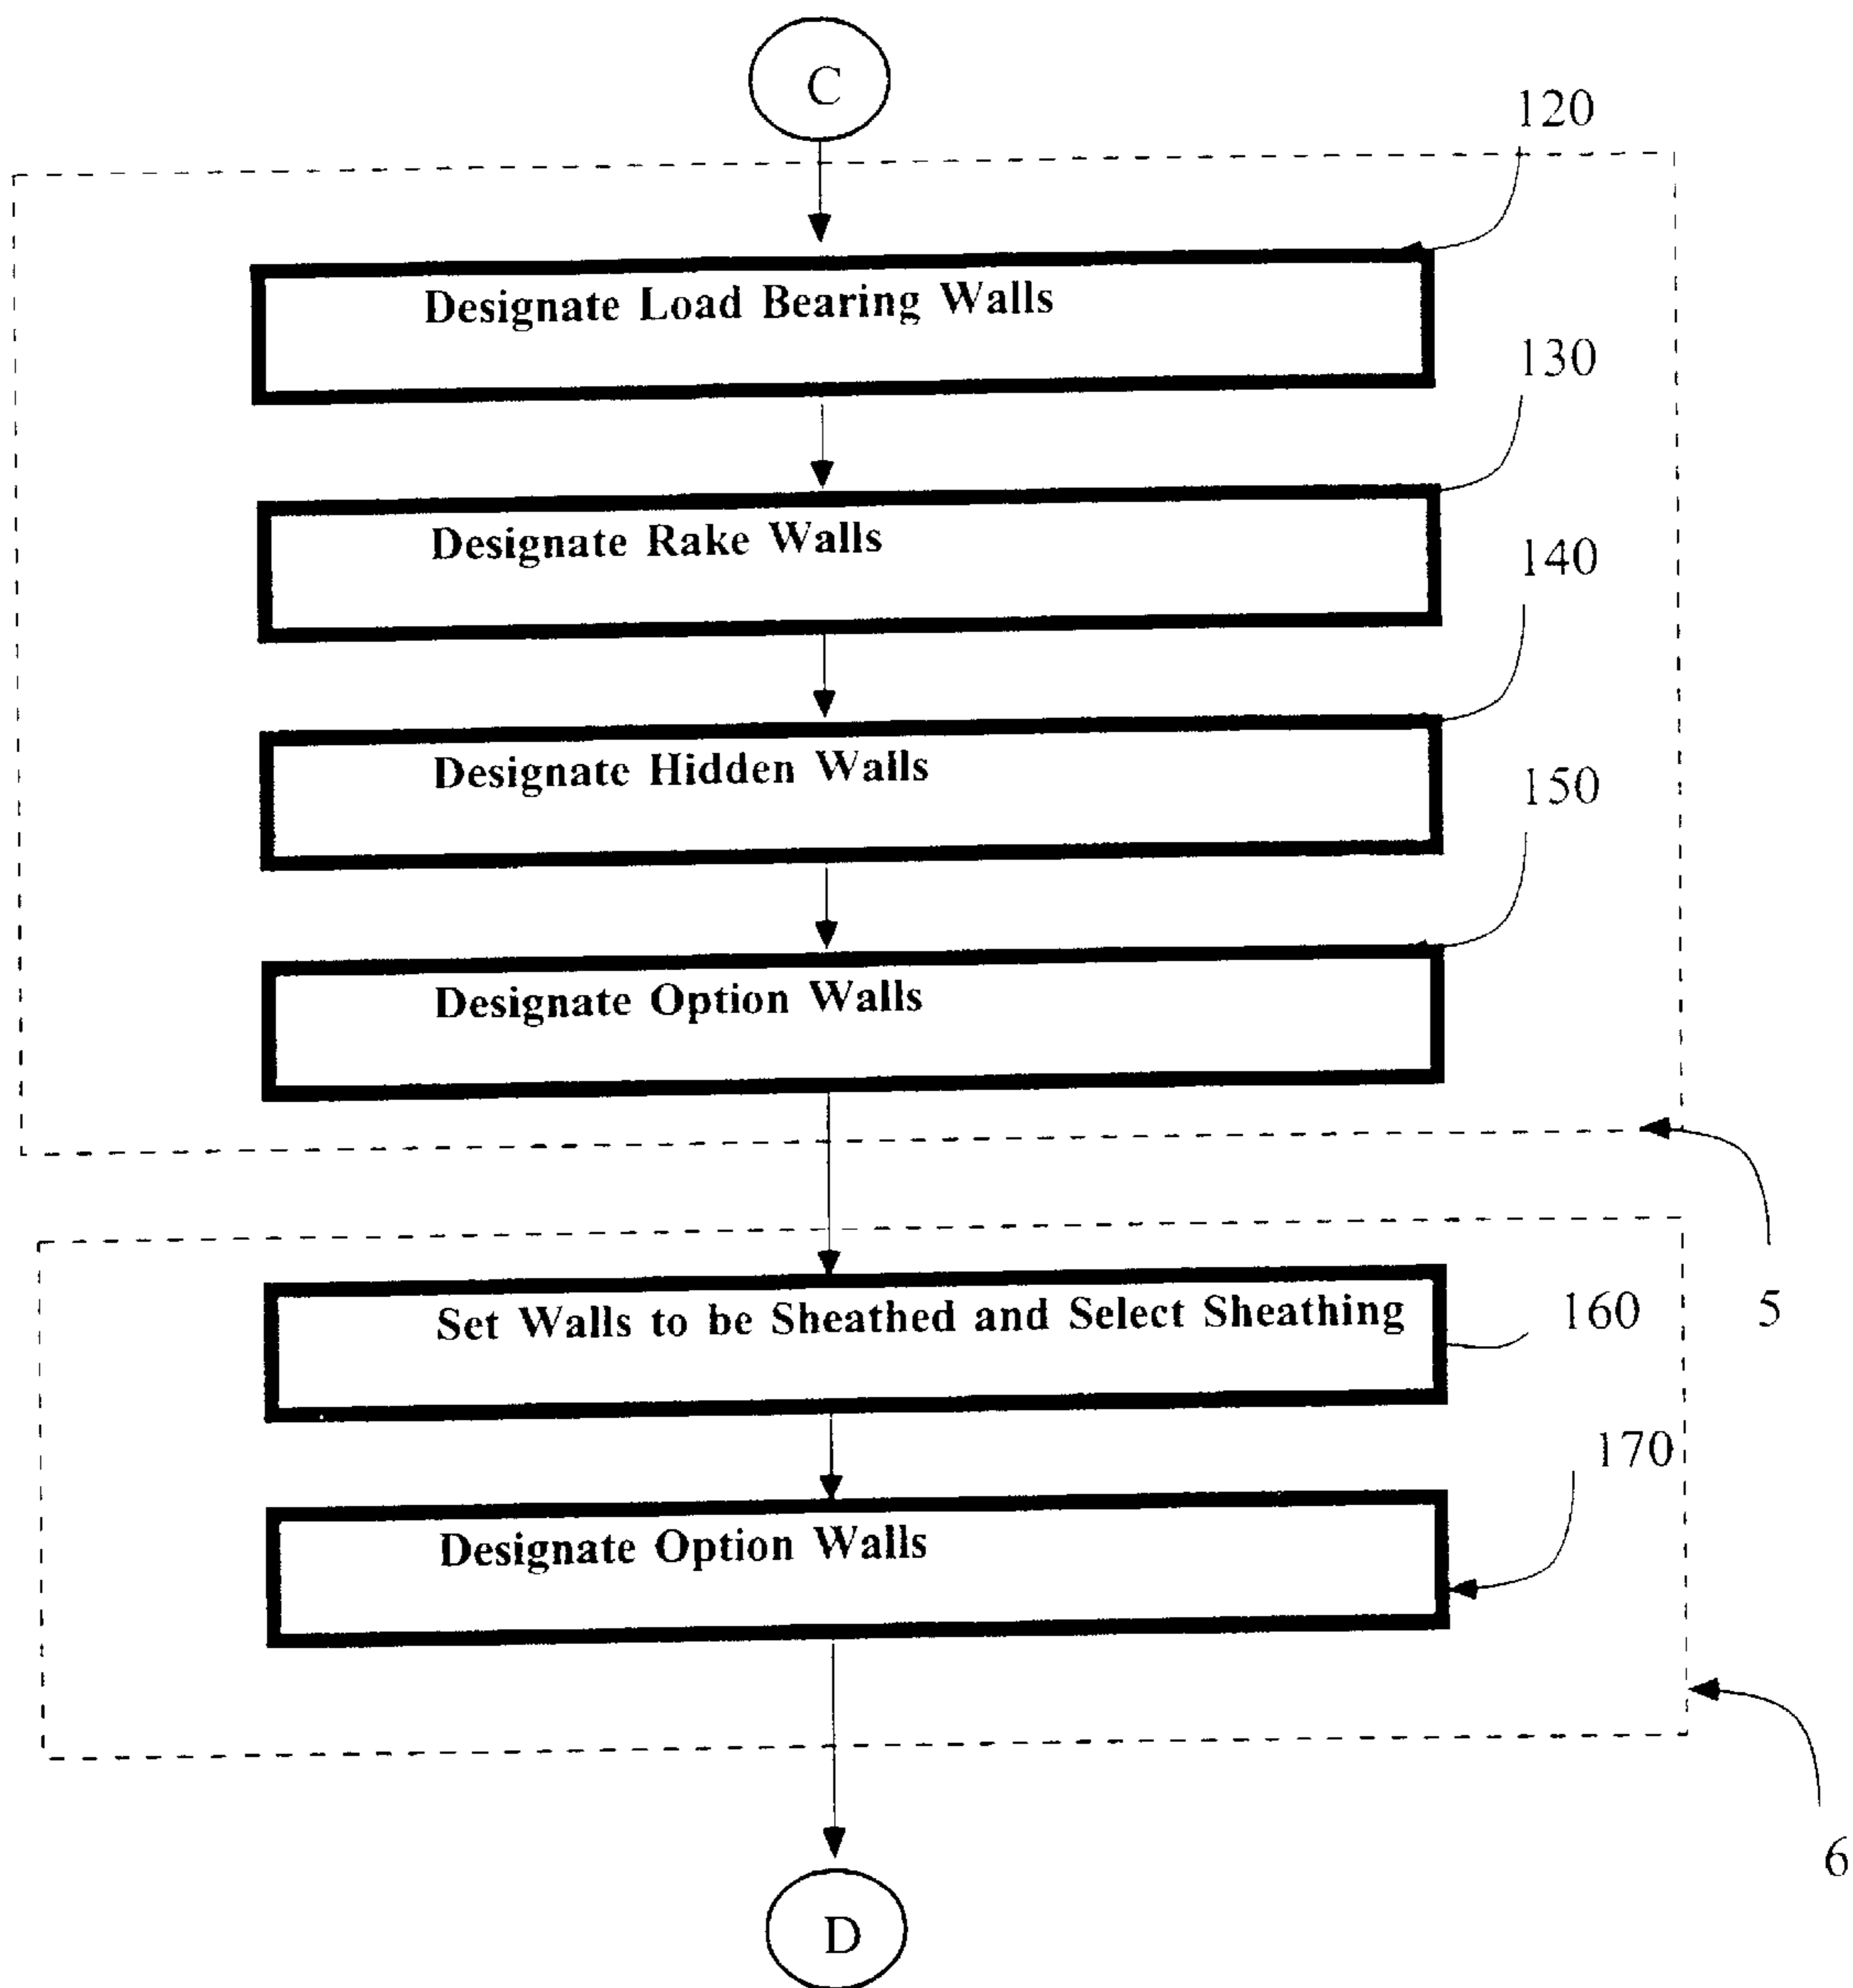 C
120
Designate Load Bearing Walls
130
Designate Rake Walls
140
Designate Hidden Walls
150
Designate Option Walls
5
Set Walls to be Sheathed and Select Sheathing
160
170
Designate Option Walls
6
D